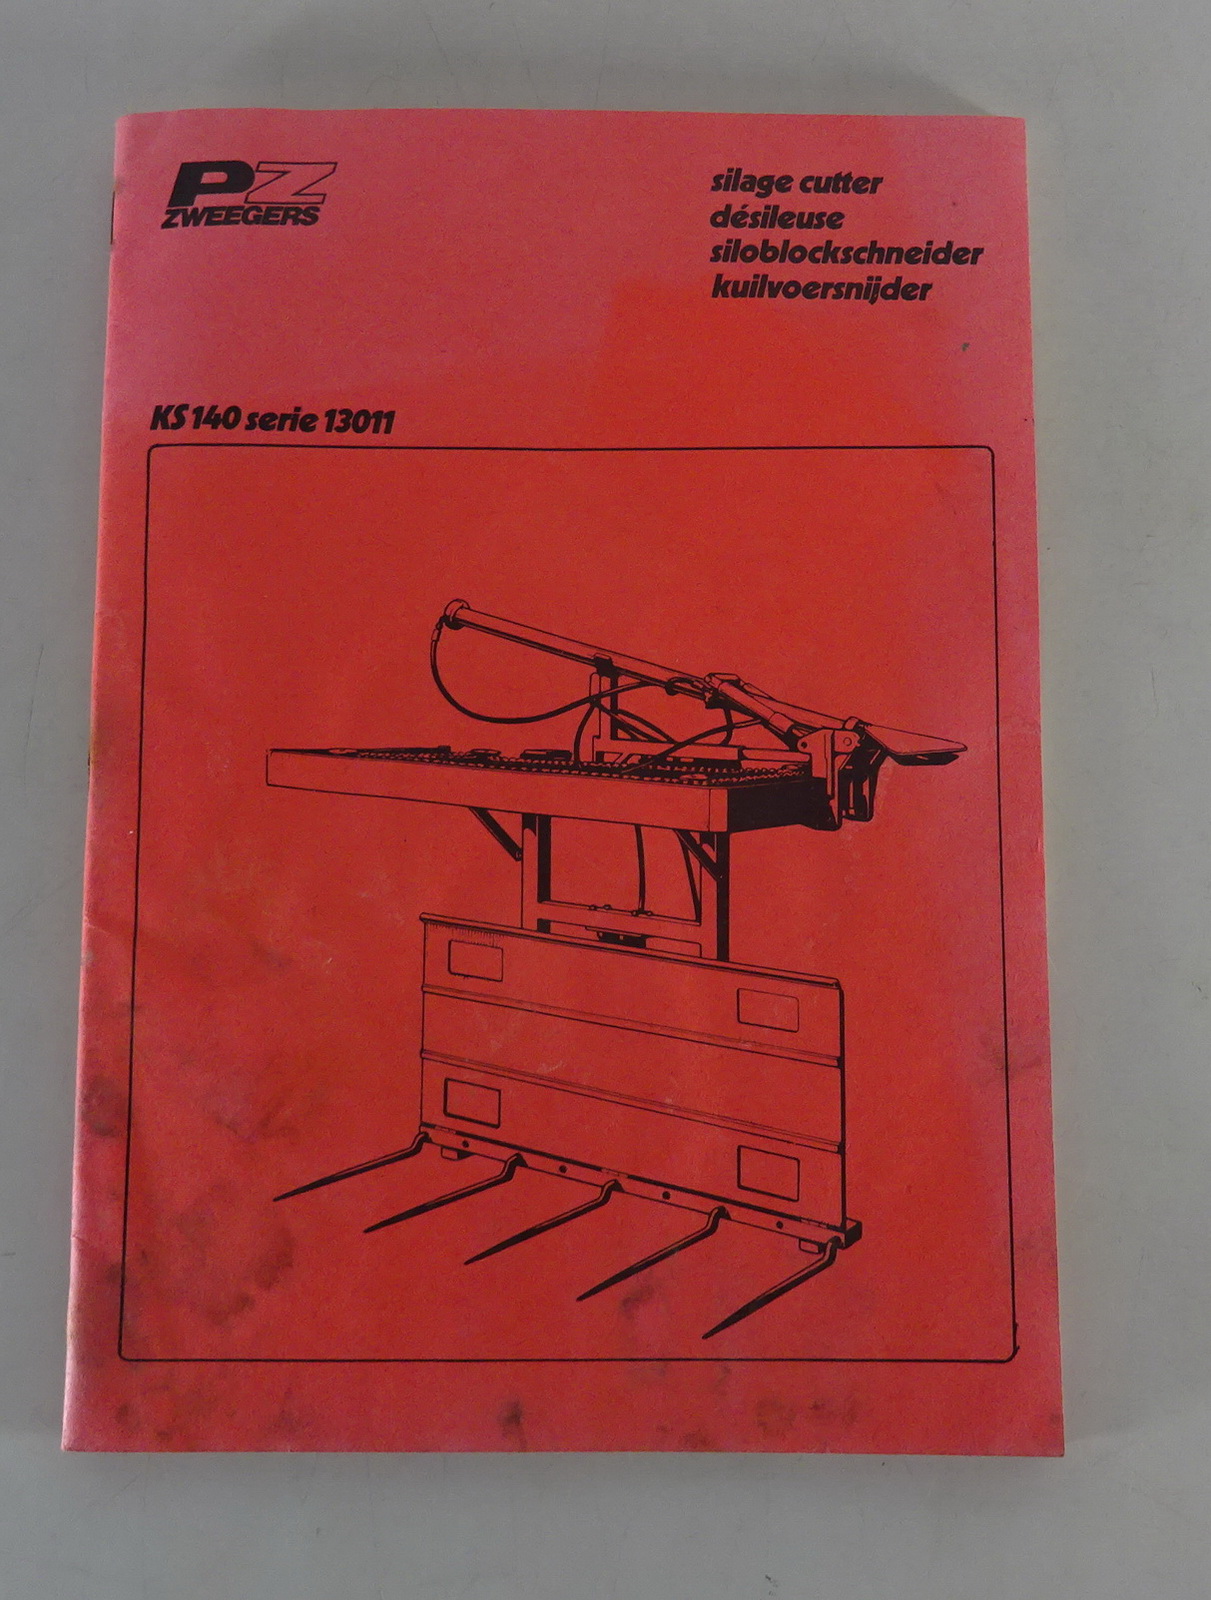 PZ
ZWEEGERS
silage cutter
désileuse
siloblockschneider
kuilvoersnijder
KS 140 serie 13011